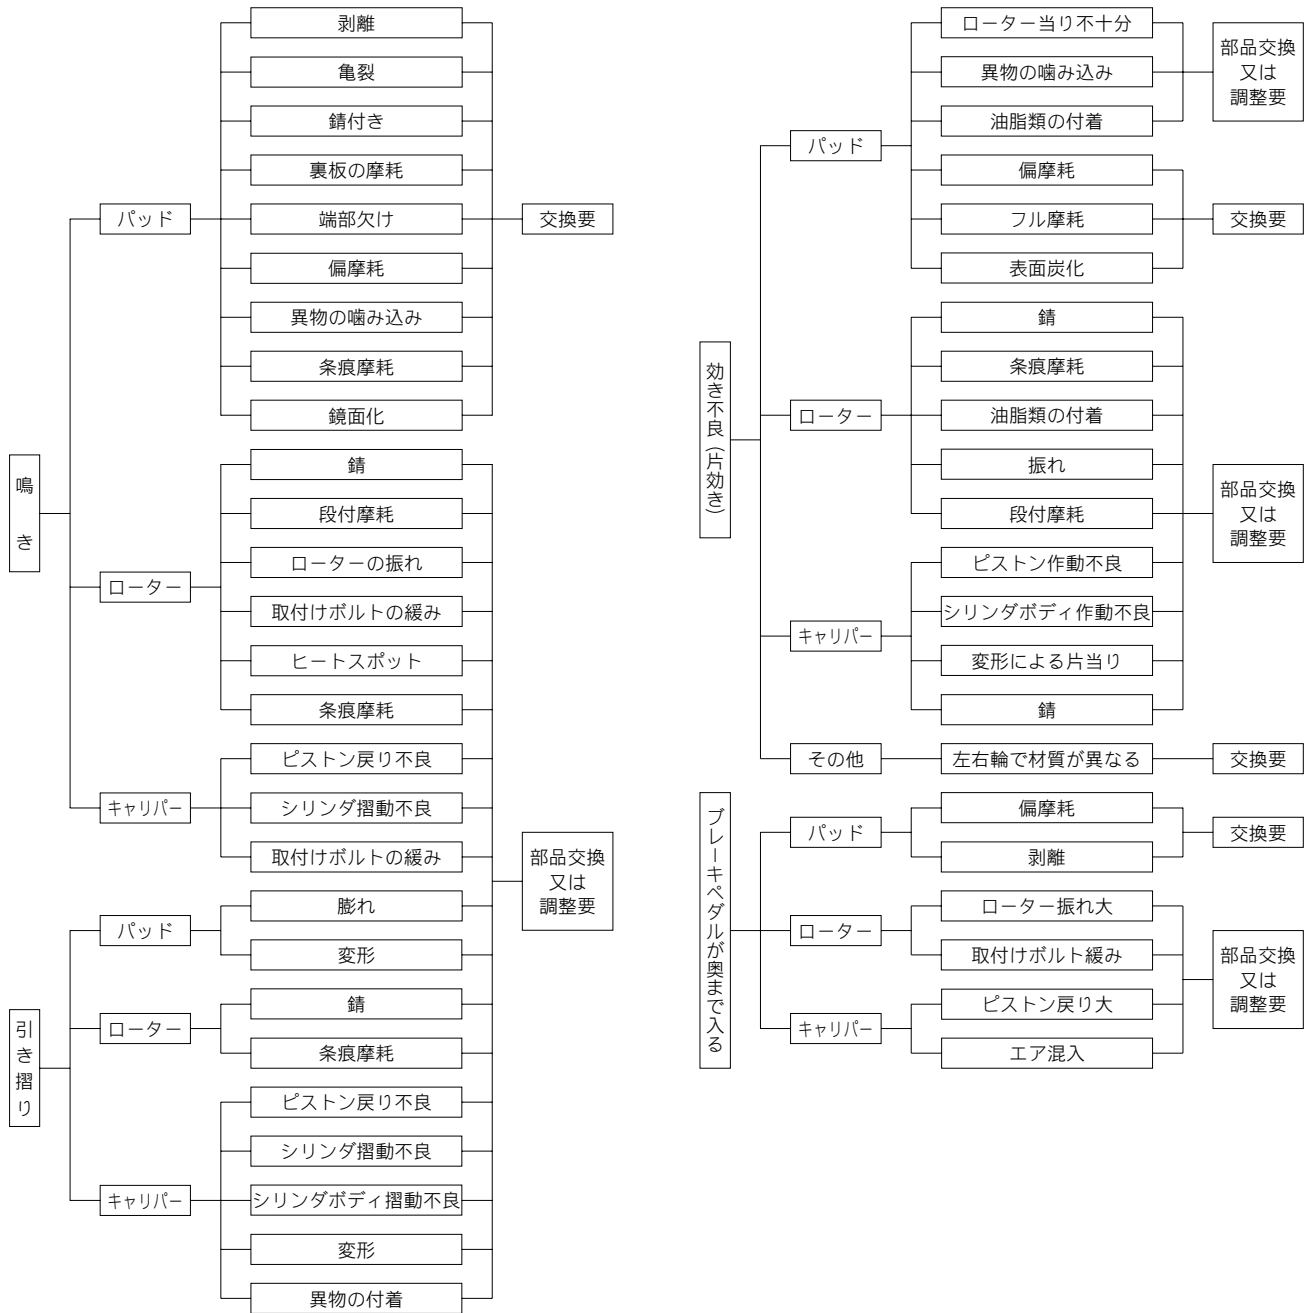 鳴き
パッド
剥離
亀裂
錆付き
裏板の摩耗
端部欠け
偏摩耗
異物の噛み込み
条痕摩耗
鏡面化
交換要
ローター
錆
段付摩耗
ローターの振れ
取付けボルトの緩み
ヒートスポット
条痕摩耗
キャリパー
ピストン戻り不良
シリンダ摺動不良
取付けボルトの緩み
引き摺り
パッド
膨れ
変形
ローター
錆
条痕摩耗
キャリパー
ピストン戻り不良
シリンダ摺動不良
シリンダボディ摺動不良
変形
異物の付着
部品交換
又は
調整要
効き不良(片効き)
パッド
ローター当り不十分
異物の噛み込み
油脂類の付着
部品交換
又は
調整要
偏摩耗
フル摩耗
表面炭化
交換要
ローター
錆
条痕摩耗
油脂類の付着
振れ
段付摩耗
キャリパー
ピストン作動不良
シリンダボディ作動不良
変形による片当り
錆
部品交換
又は
調整要
その他
左右輪で材質が異なる
交換要
ブレーキペダルが奥まで入る
パッド
偏摩耗
剥離
交換要
ローター
ローター振れ大
取付けボルト緩み
キャリパー
ピストン戻り大
エア混入
部品交換
又は
調整要